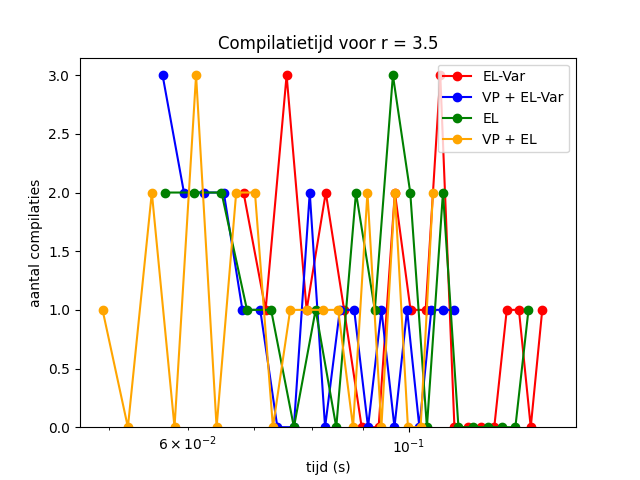 Compilatietijd voor r = 3.5
EL-Var
VP + EL-Var
EL
VP + EL
aantal compilaties
3.0
2.5
2.0
1.5
1.0
0.5
0.0
6 × 10⁻²
10⁻¹
tijd (s)